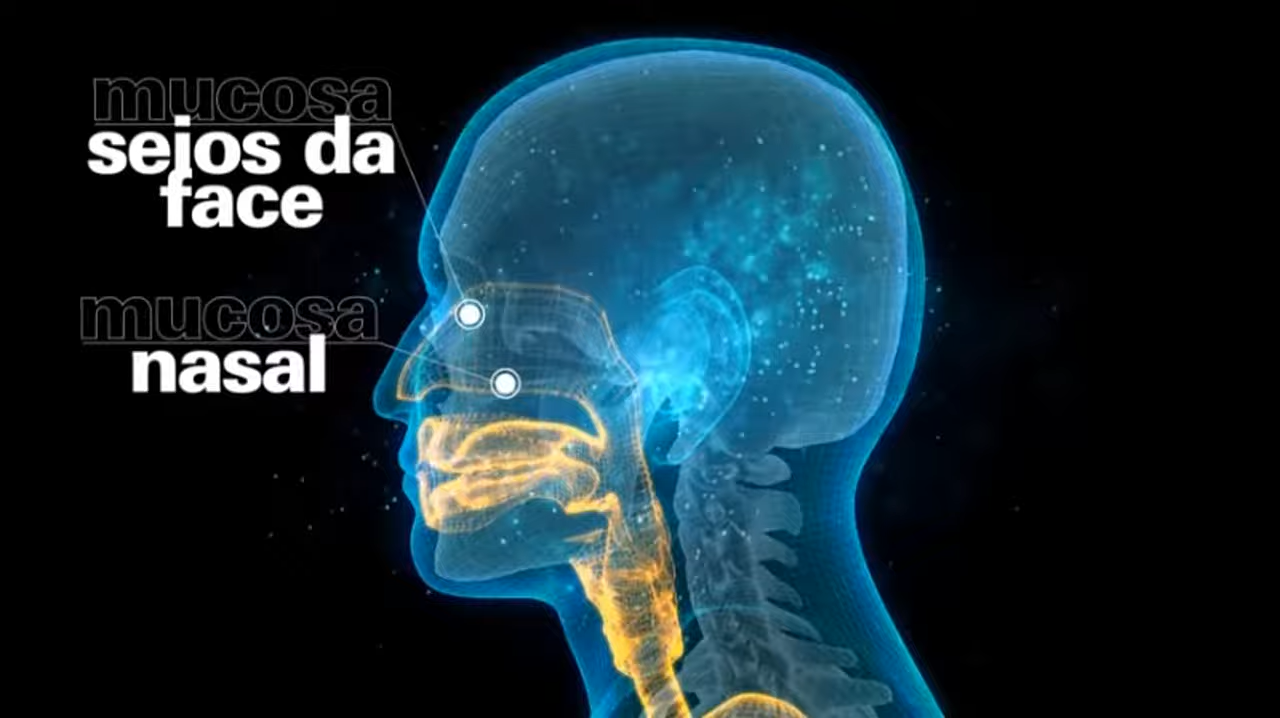 mucosa
seios da
face
mucosa
nasal